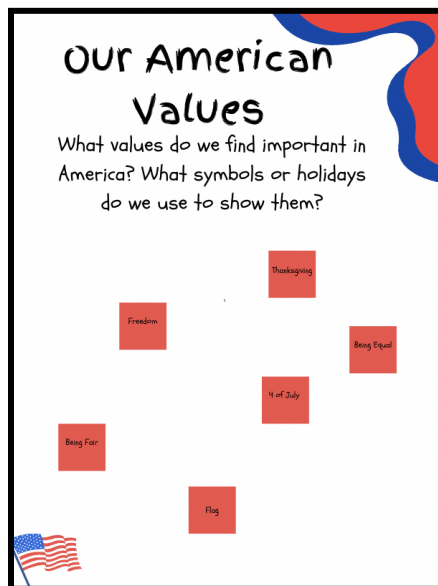 Our American
Values
What values do we find important in
America? What symbols or holidays
do we use to show them?
Thanksgiving
Freedom
Being Equal
4 of July
Being Fair
Flag